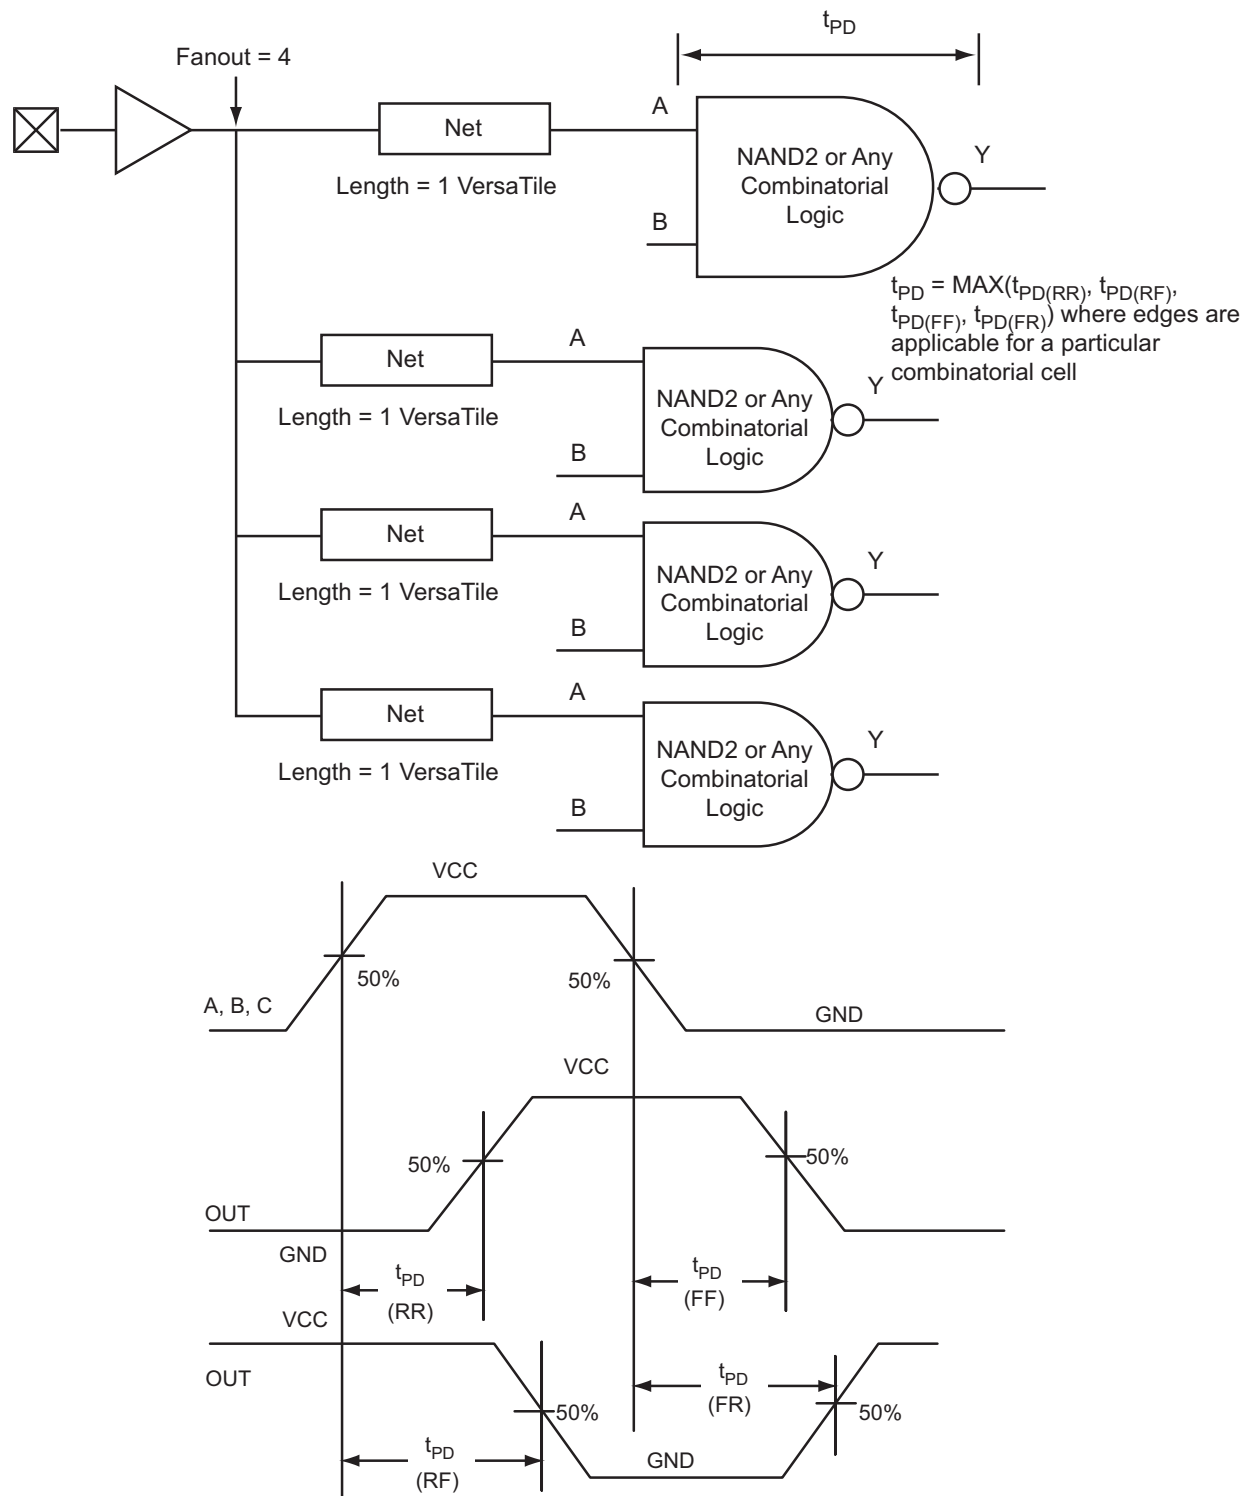 tPD
Fanout = 4
Net
Length = 1 VersaTile
A
B
NAND2 or Any
Combinatorial
Logic
Y
tPD = MAX(tPD(RR), tPD(RF),
tPD(FF), tPD(FR)) where edges are
applicable for a particular
combinatorial cell
Net
Length = 1 VersaTile
A
B
NAND2 or Any
Combinatorial
Logic
Y
Net
Length = 1 VersaTile
A
B
NAND2 or Any
Combinatorial
Logic
Y
Net
Length = 1 VersaTile
A
B
NAND2 or Any
Combinatorial
Logic
Y
VCC
50%
50%
A, B, C
GND
VCC
50%
50%
OUT
GND
tPD
(RR)
tPD
(FF)
VCC
OUT
tPD
(FR)
50%
50%
tPD
(RF)
GND